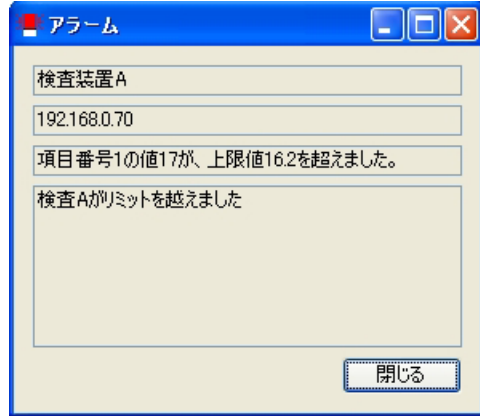 アラーム
検査装置A
192.168.0.70
項目番号1の値17が、上限値16.2を超えました。
検査Aがリミットを越えました
閉じる